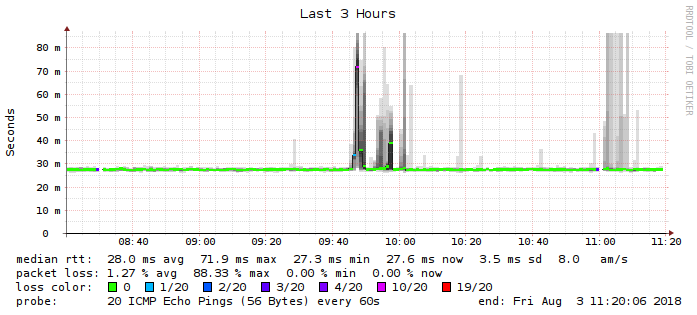 Last 3 Hours
RRDTOOL / TOBI OETIKER
Seconds
80 m
70 m
60 m
50 m
40 m
30 m
20 m
10 m
0
08:40 09:00 09:20 09:40 10:00 10:20 10:40 11:00 11:20
median rtt: 28.0 ms avg 71.9 ms max 27.3 ms min 27.6 ms now 3.5 ms sd 8.0 am/s
packet loss: 1.27 % avg 88.33 % max 0.00 % min 0.00 % now
loss color: 0 1/20 2/20 3/20 4/20 10/20 19/20
probe: 20 ICMP Echo Pings (56 Bytes) every 60s end: Fri Aug 3 11:20:06 2018